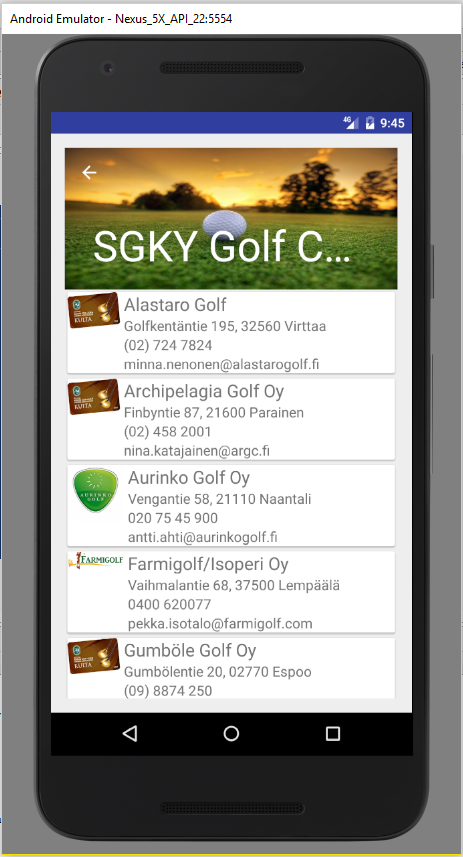 Android Emulator - Nexus_5X_API_22:5554
4G 9:45
SGKY Golf C...
KULTA
Alastaro Golf
Golfkentäntie 195, 32560 Virttaa
(02) 724 7824
minna.nenonen@alastarogolf.fi
KULTA
Archipelagia Golf Oy
Finbyntie 87, 21600 Parainen
(02) 458 2001
nina.katajainen@argc.fi
AURINKO
GOLF
Aurinko Golf Oy
Vengantie 58, 21110 Naantali
020 75 45 900
antti.ahti@aurinkogolf.fi
FARMIGOLF
Farmigolf/Isoperi Oy
Vaihmalantie 68, 37500 Lempäälä
0400 620077
pekka.isotalo@farmigolf.com
KULTA
Gumböle Golf Oy
Gumbölentie 20, 02770 Espoo
(09) 8874 250